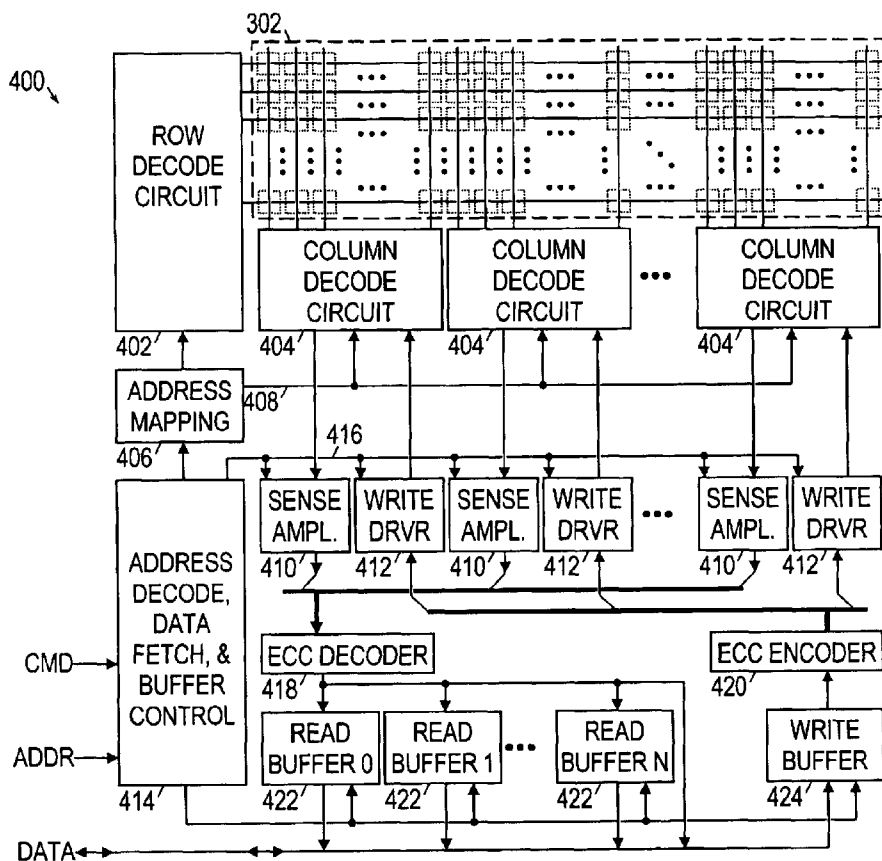 302
400
ROW
DECODE
CIRCUIT
402
COLUMN
DECODE
CIRCUIT
404
COLUMN
DECODE
CIRCUIT
404
COLUMN
DECODE
CIRCUIT
404
ADDRESS
MAPPING
406
408
416
SENSE
AMPL.
410
WRITE
DRVR
412
SENSE
AMPL.
410
WRITE
DRVR
412
SENSE
AMPL.
410
WRITE
DRVR
412
ADDRESS
DECODE,
DATA
FETCH, &
BUFFER
CONTROL
414
CMD
ADDR
ECC DECODER
418
ECC ENCODER
420
READ
BUFFER 0
422
READ
BUFFER 1
422
READ
BUFFER N
422
WRITE
BUFFER
424
DATA